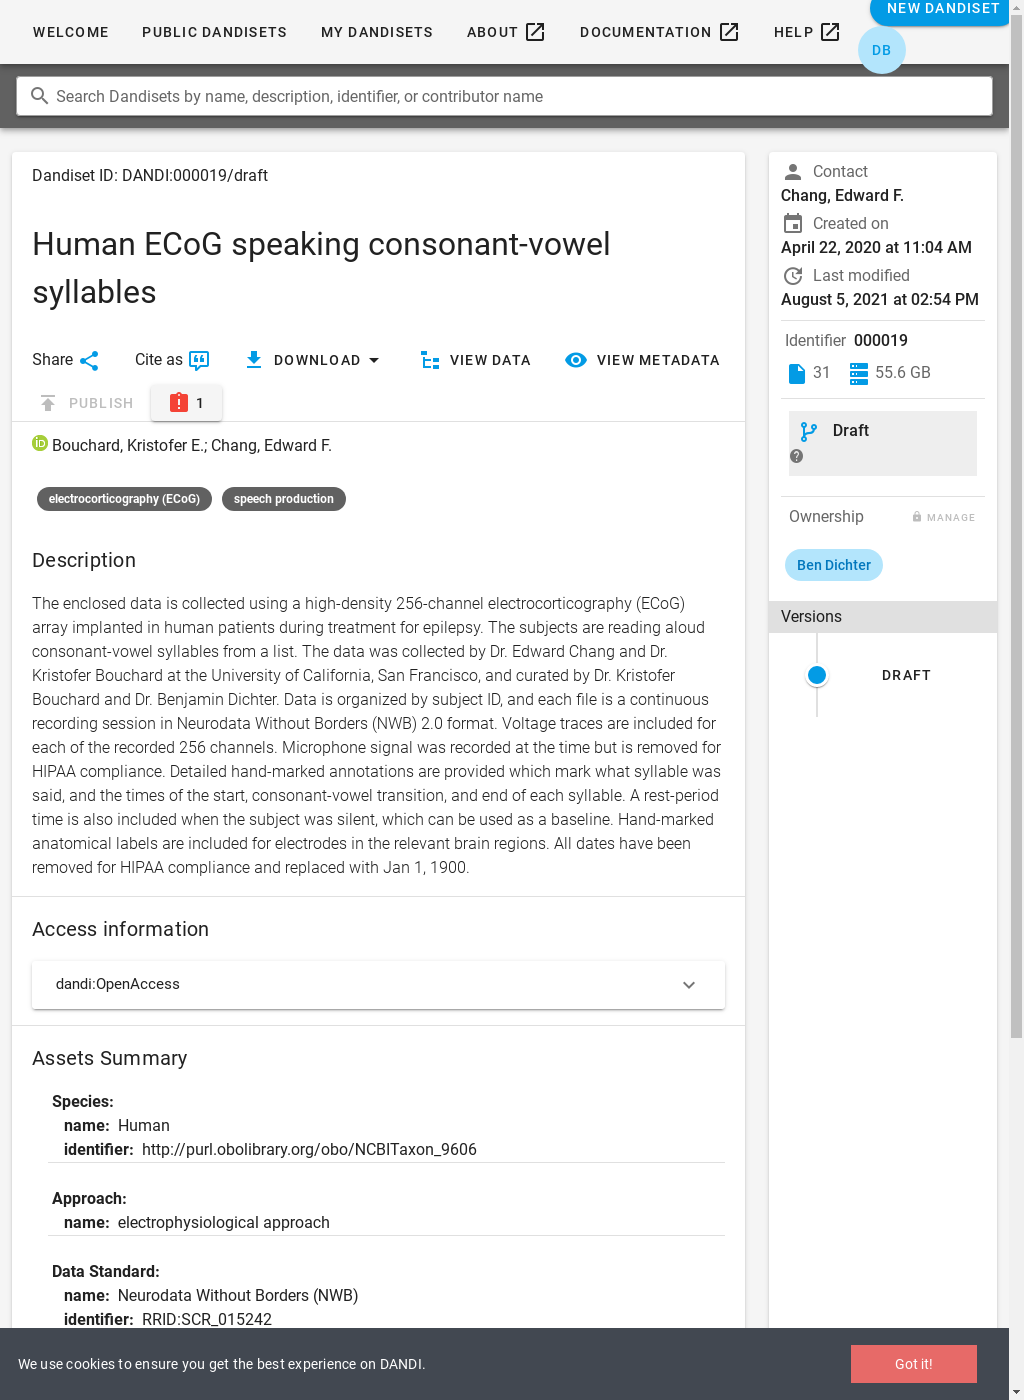 WELCOME PUBLIC DANDISETS MY DANDISETS ABOUT DOCUMENTATION HELP
NEW DANDISET
DB
Search Dandisets by name, description, identifier, or contributor name
Dandiset ID: DANDI:000019/draft
Human ECoG speaking consonant-vowel
syllables
Share Cite as DOWNLOAD VIEW DATA VIEW METADATA
PUBLISH 1
iD Bouchard, Kristofer E.; Chang, Edward F.
electrocorticography (ECoG) speech production
Description
The enclosed data is collected using a high-density 256-channel electrocorticography (ECoG)
array implanted in human patients during treatment for epilepsy. The subjects are reading aloud
consonant-vowel syllables from a list. The data was collected by Dr. Edward Chang and Dr.
Kristofer Bouchard at the University of California, San Francisco, and curated by Dr. Kristofer
Bouchard and Dr. Benjamin Dichter. Data is organized by subject ID, and each file is a continuous
recording session in Neurodata Without Borders (NWB) 2.0 format. Voltage traces are included for
each of the recorded 256 channels. Microphone signal was recorded at the time but is removed for
HIPAA compliance. Detailed hand-marked annotations are provided which mark what syllable was
said, and the times of the start, consonant-vowel transition, and end of each syllable. A rest-period
time is also included when the subject was silent, which can be used as a baseline. Hand-marked
anatomical labels are included for electrodes in the relevant brain regions. All dates have been
removed for HIPAA compliance and replaced with Jan 1, 1900.
Access information
dandi:OpenAccess
Assets Summary
Species:
name: Human
identifier: http://purl.obolibrary.org/obo/NCBITaxon_9606
Approach:
name: electrophysiological approach
Data Standard:
name: Neurodata Without Borders (NWB)
identifier: RRID:SCR_015242
Contact
Chang, Edward F.
Created on
April 22, 2020 at 11:04 AM
Last modified
August 5, 2021 at 02:54 PM
Identifier 000019
31 55.6 GB
Draft
Ownership MANAGE
Ben Dichter
Versions
DRAFT
We use cookies to ensure you get the best experience on DANDI.
Got it!